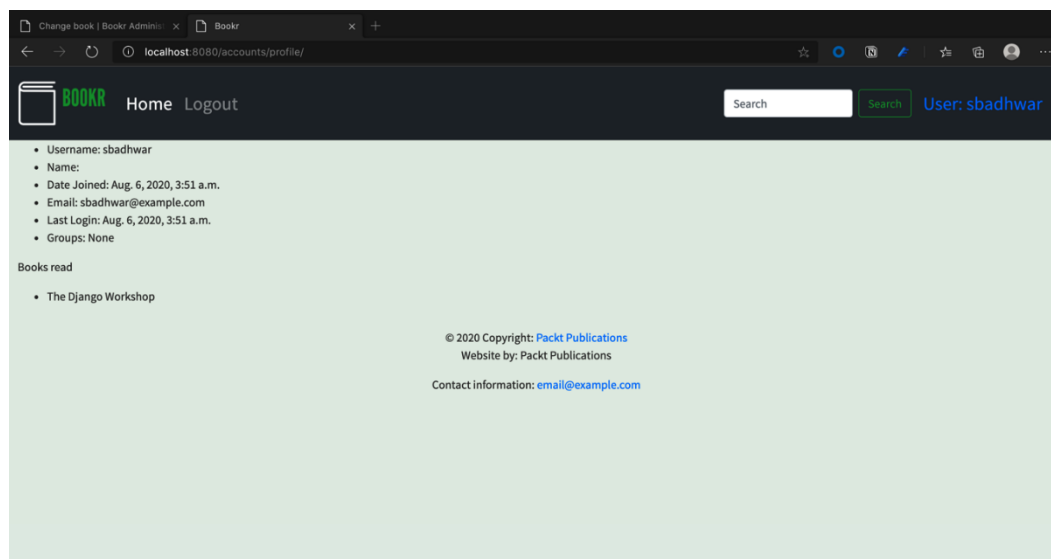 Change book | Bookr Adminis
Bookr
localhost:8080/accounts/profile/
BOOKR
Home Logout
Search
Search
User: sbadhwar
Username: sbadhwar
Name:
Date Joined: Aug. 6, 2020, 3:51 a.m.
Email: sbadhwar@example.com
Last Login: Aug. 6, 2020, 3:51 a.m.
Groups: None
Books read
The Django Workshop
© 2020 Copyright: Packt Publications
Website by: Packt Publications
Contact information: email@example.com